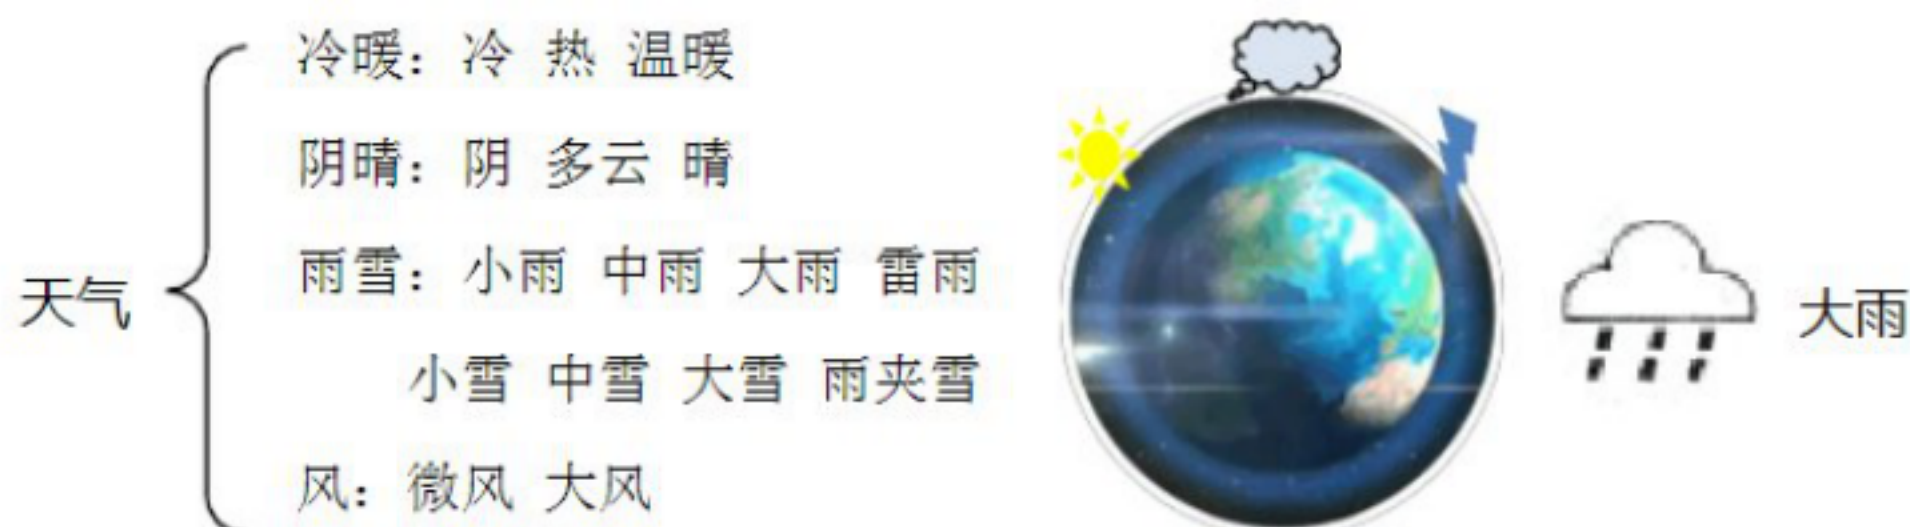 冷暖：冷 热 温暖
阴晴：阴 多云 晴
雨雪：小雨 中雨 大雨 雷雨
天气
大雨
小雪 中雪 大雪 雨夹雪
风：微风 大风